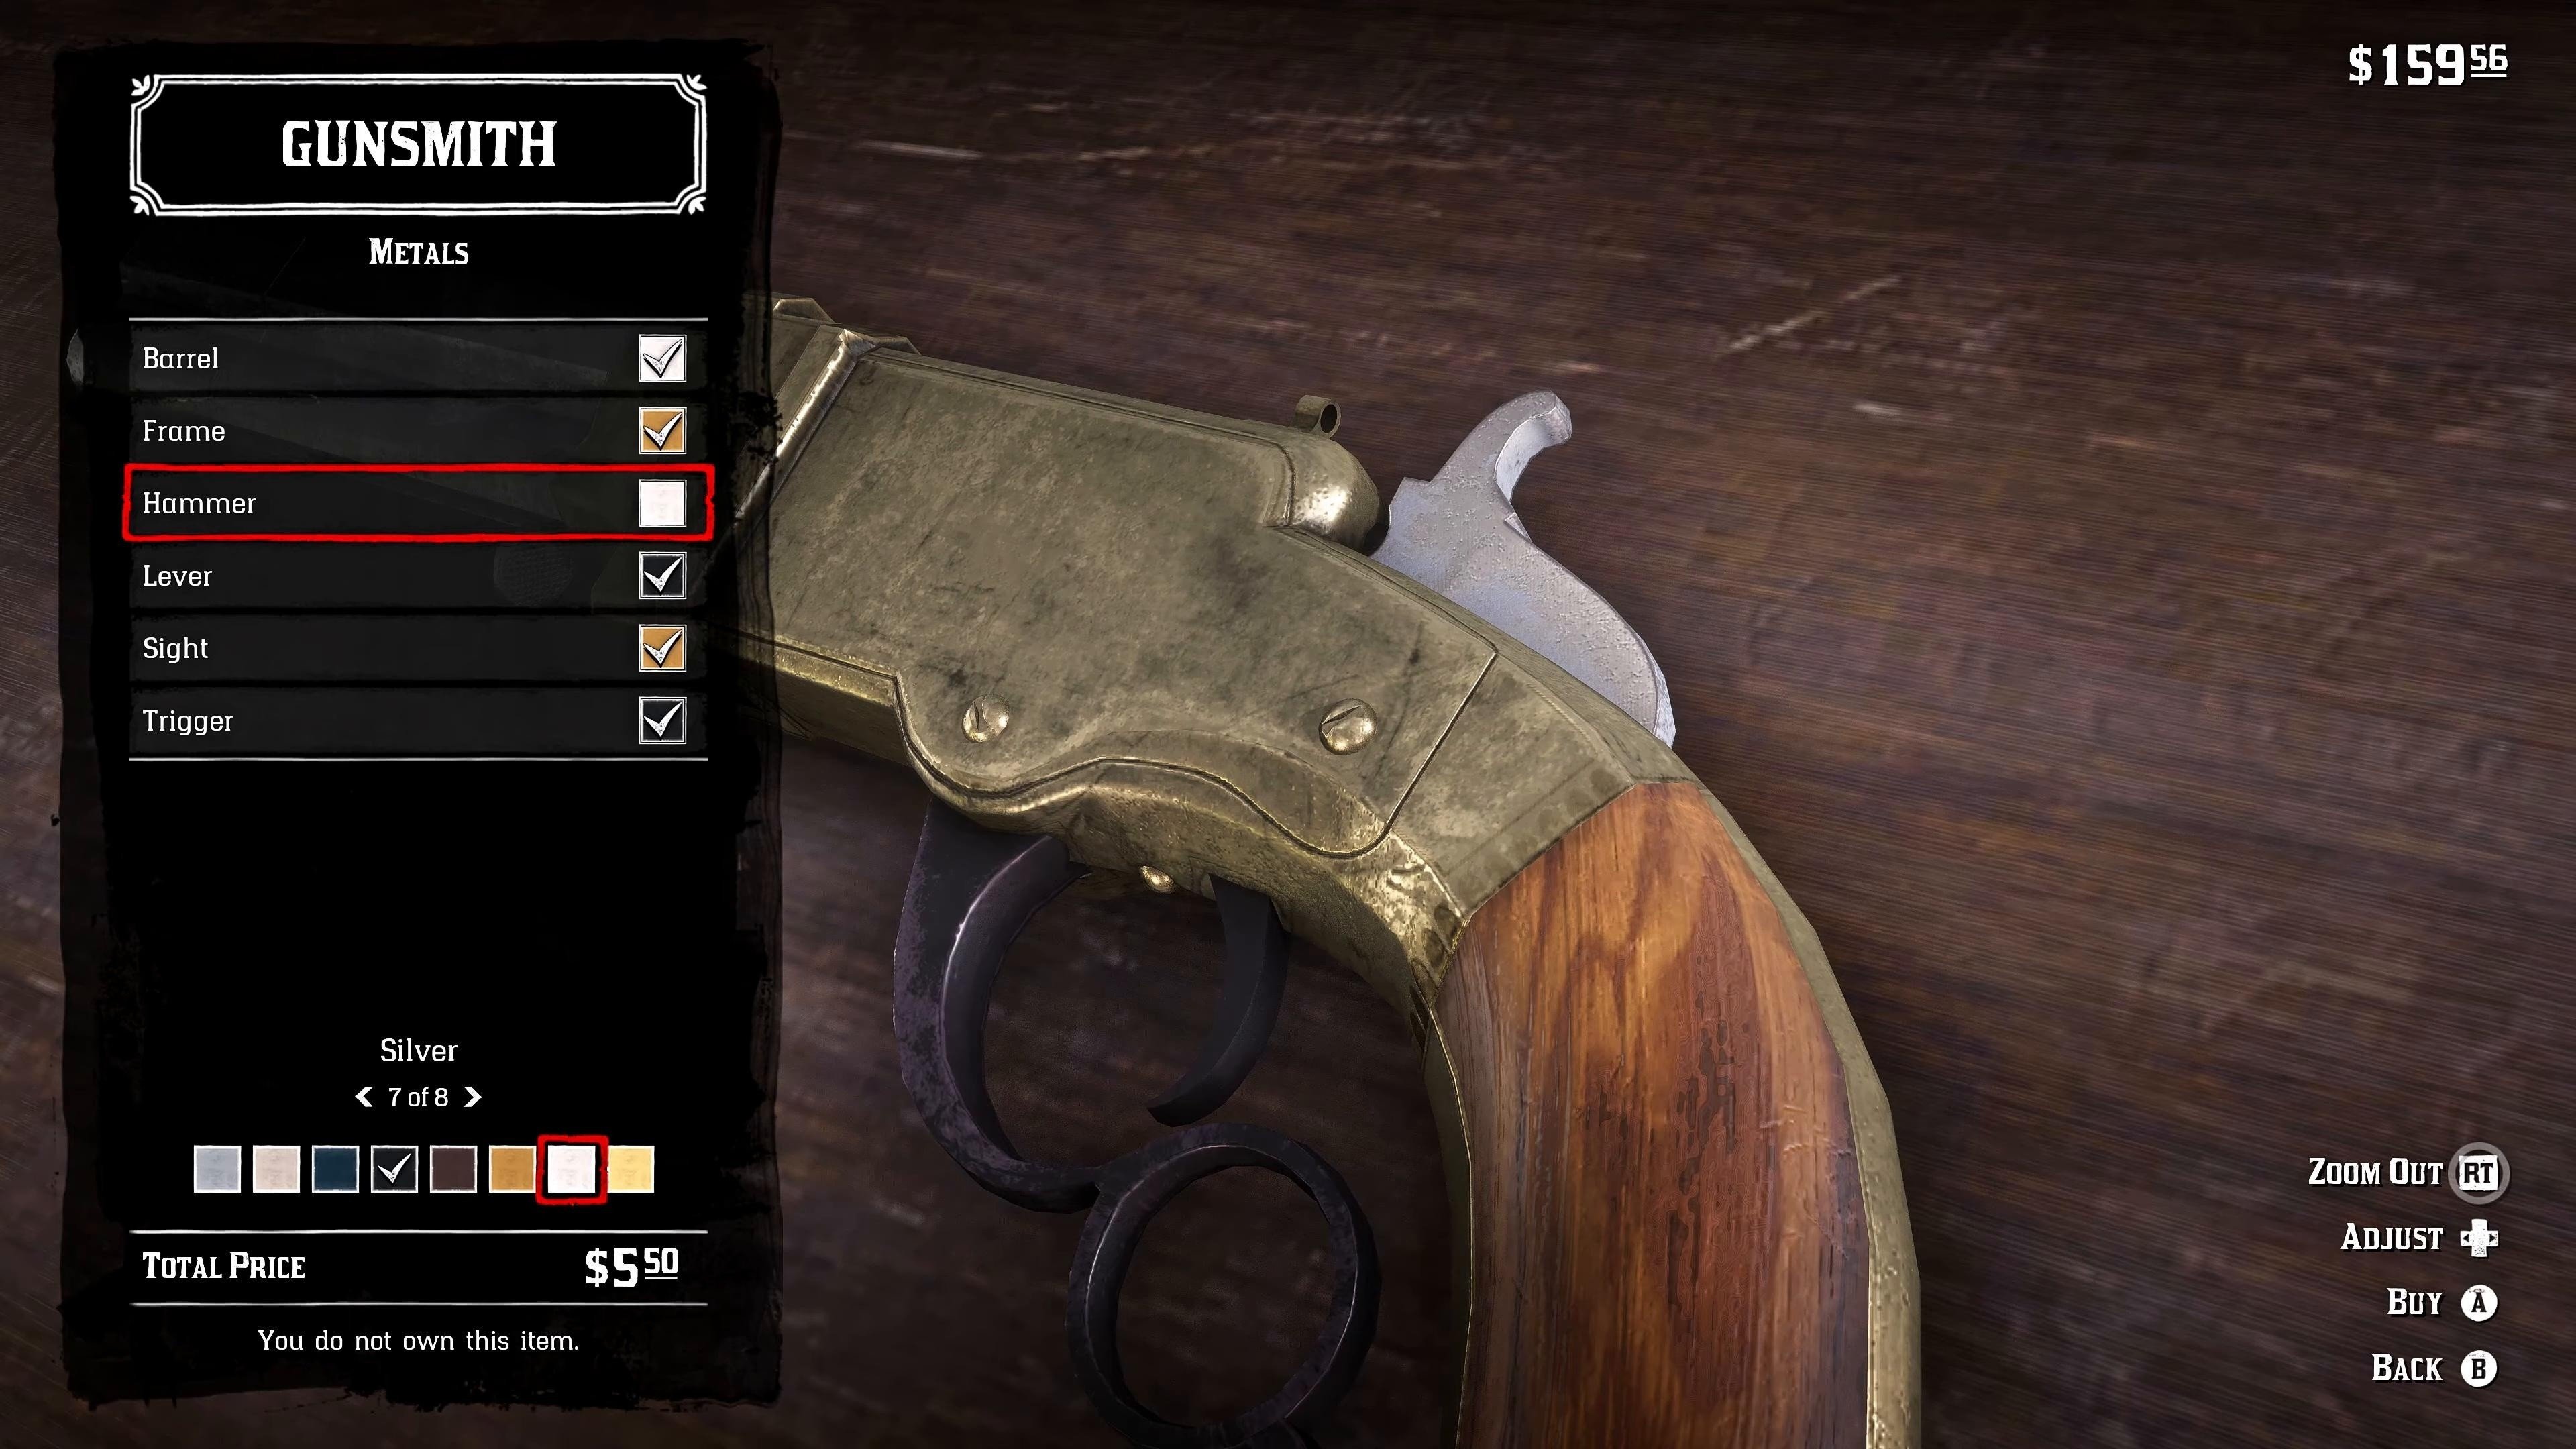 $159 56
GUNSMITH
METALS
Barrel
Frame
Hammer
Lever
Sight
Trigger
Silver
7 of 8
TOTAL PRICE $5 50
You do not own this item.
ZOOM OUT RT
ADJUST
BUY A
BACK B